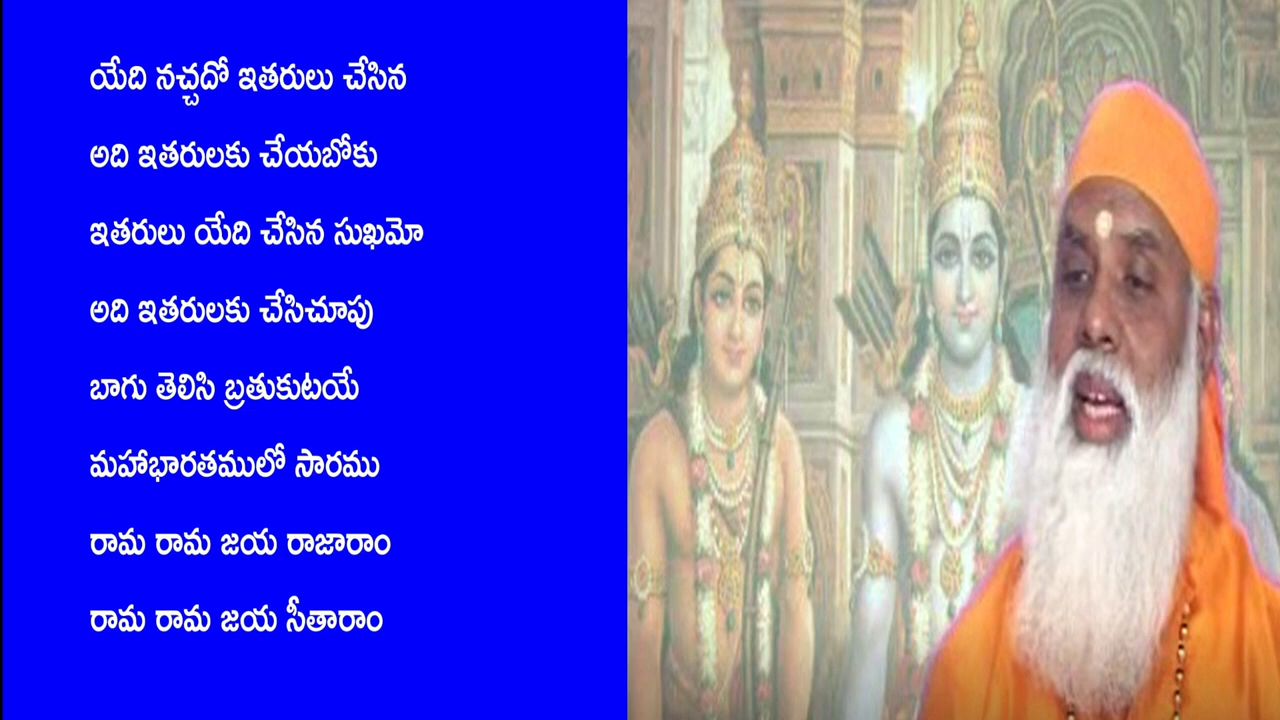 యేది నచ్చదో ఇతరులు చేసిన
అది ఇతరులకు చేయబోకు
ఇతరులు యేది చేసిన సుఖమో
అది ఇతరులకు చేసిచూపు
బాగు తెలిసి బ్రతుకుటయే
మహాభారతములో సారము
రామ రామ జయ రాజారాం
రామ రామ జయ సీతారాం